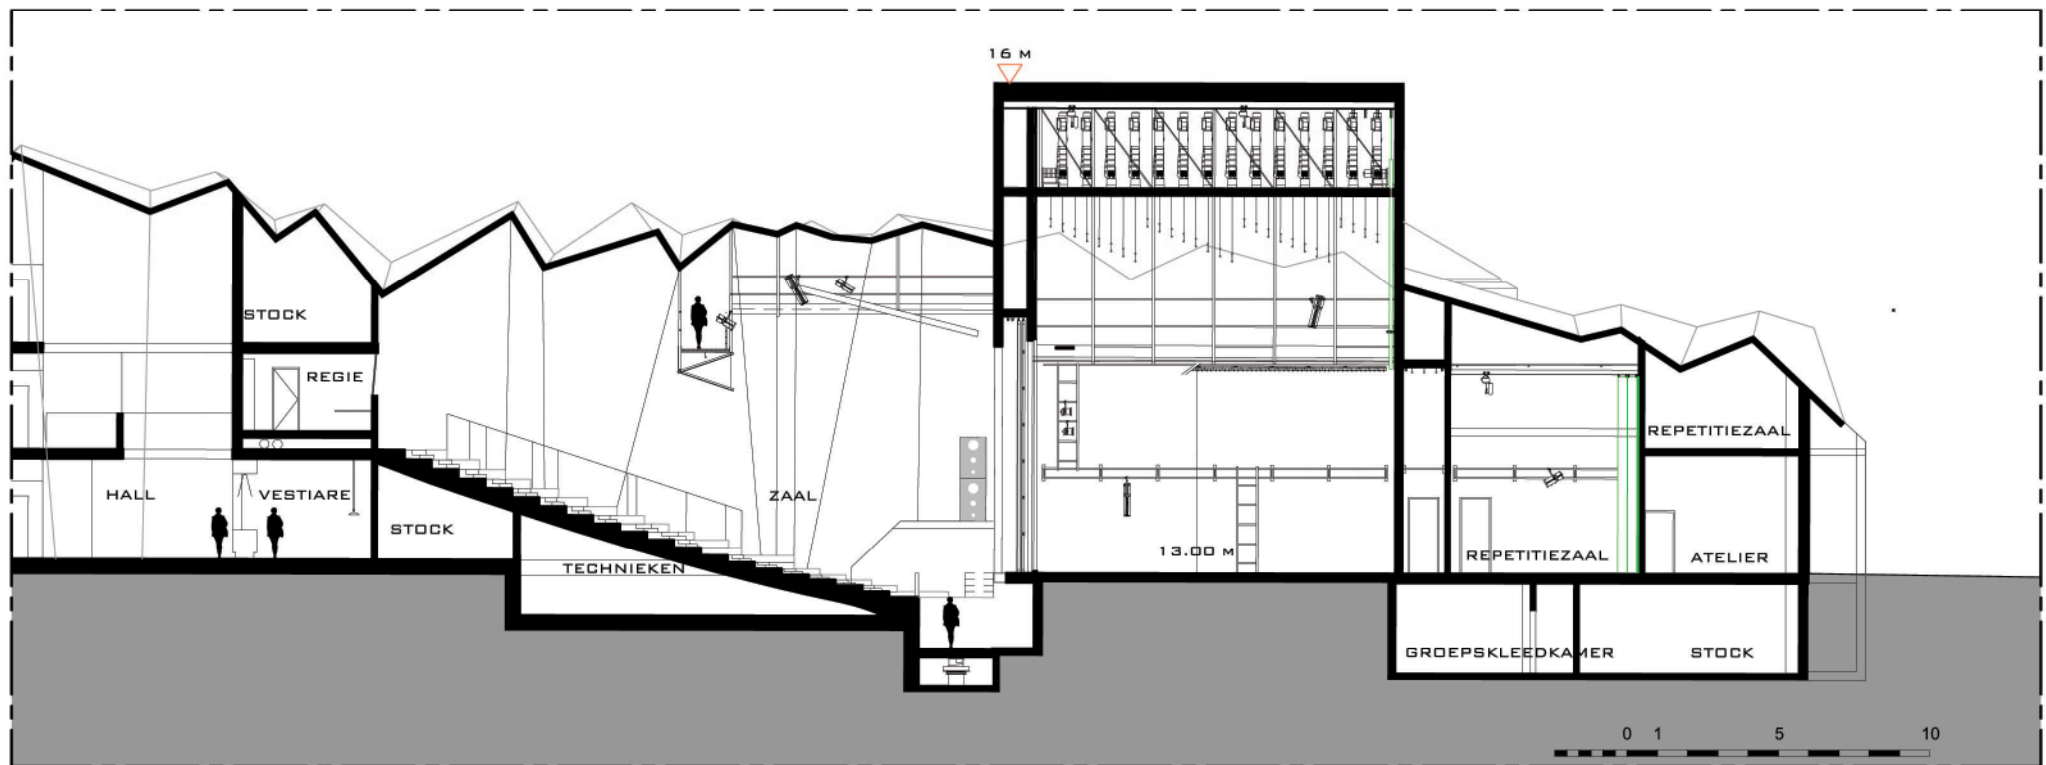 16 M
STOCK
REGIE
HALL
VESTIARE
STOCK
TECHNIEKEN
ZAAL
13.00 M
REPETITIEZAAL
REPETITIEZAAL
ATELIER
GROEPSKLEEDKAMER
STOCK
0 1 5 10